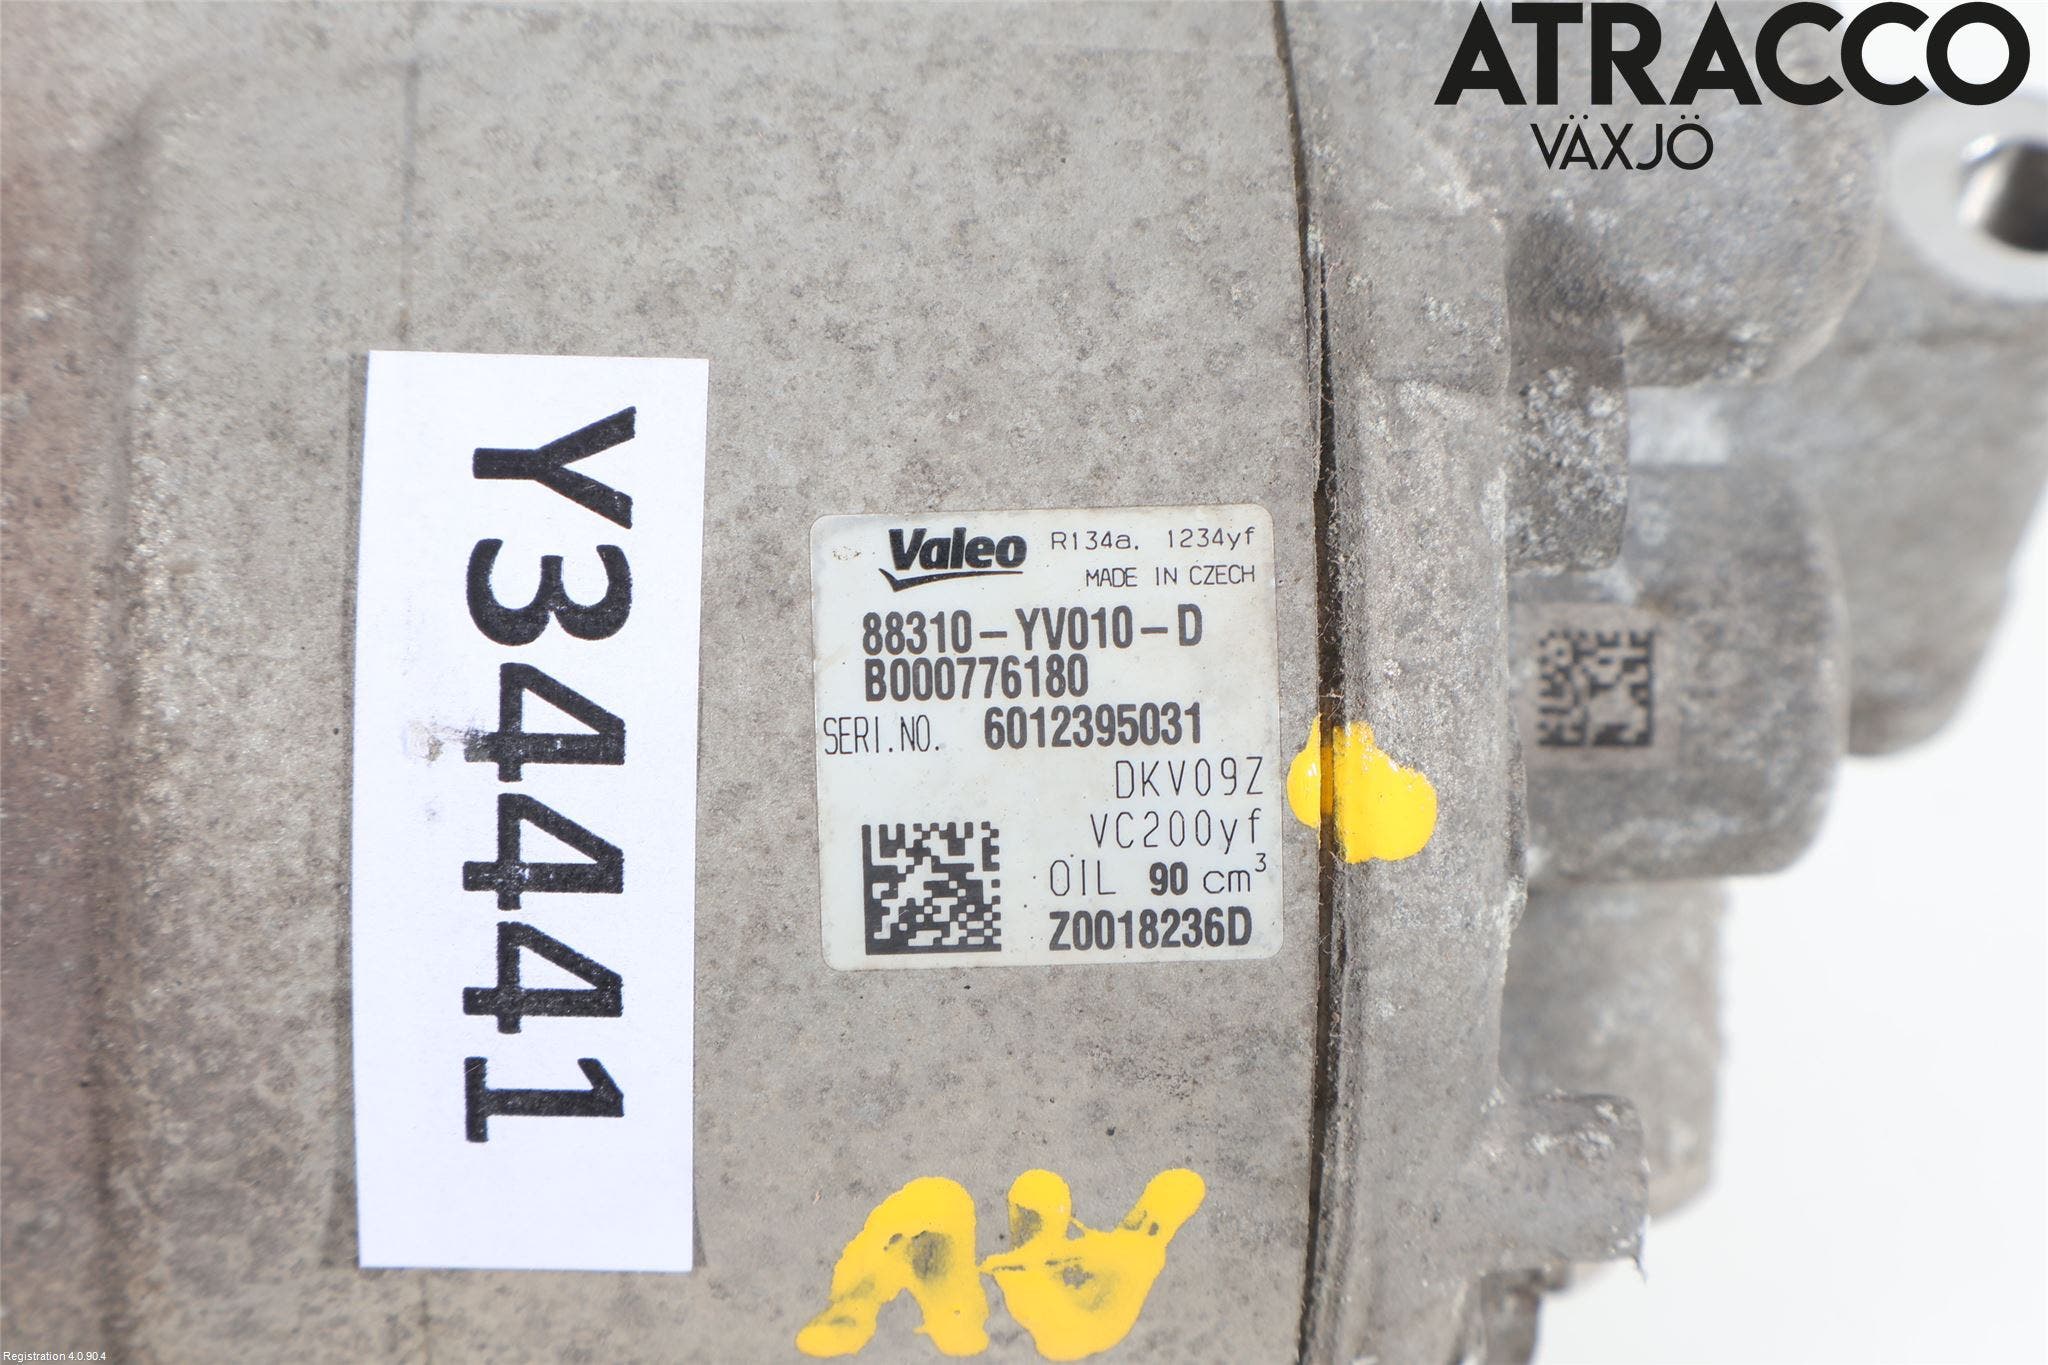 ATRACCO
VÄXJÖ
Y34441
Valeo R134a, 1234yf
MADE IN CZECH
88310-YV010-D
B000776180
SERI.NO. 6012395031
DKV09Z
VC200yf
OIL 90 cm³
Z0018236D
Registration 4.0.90.4